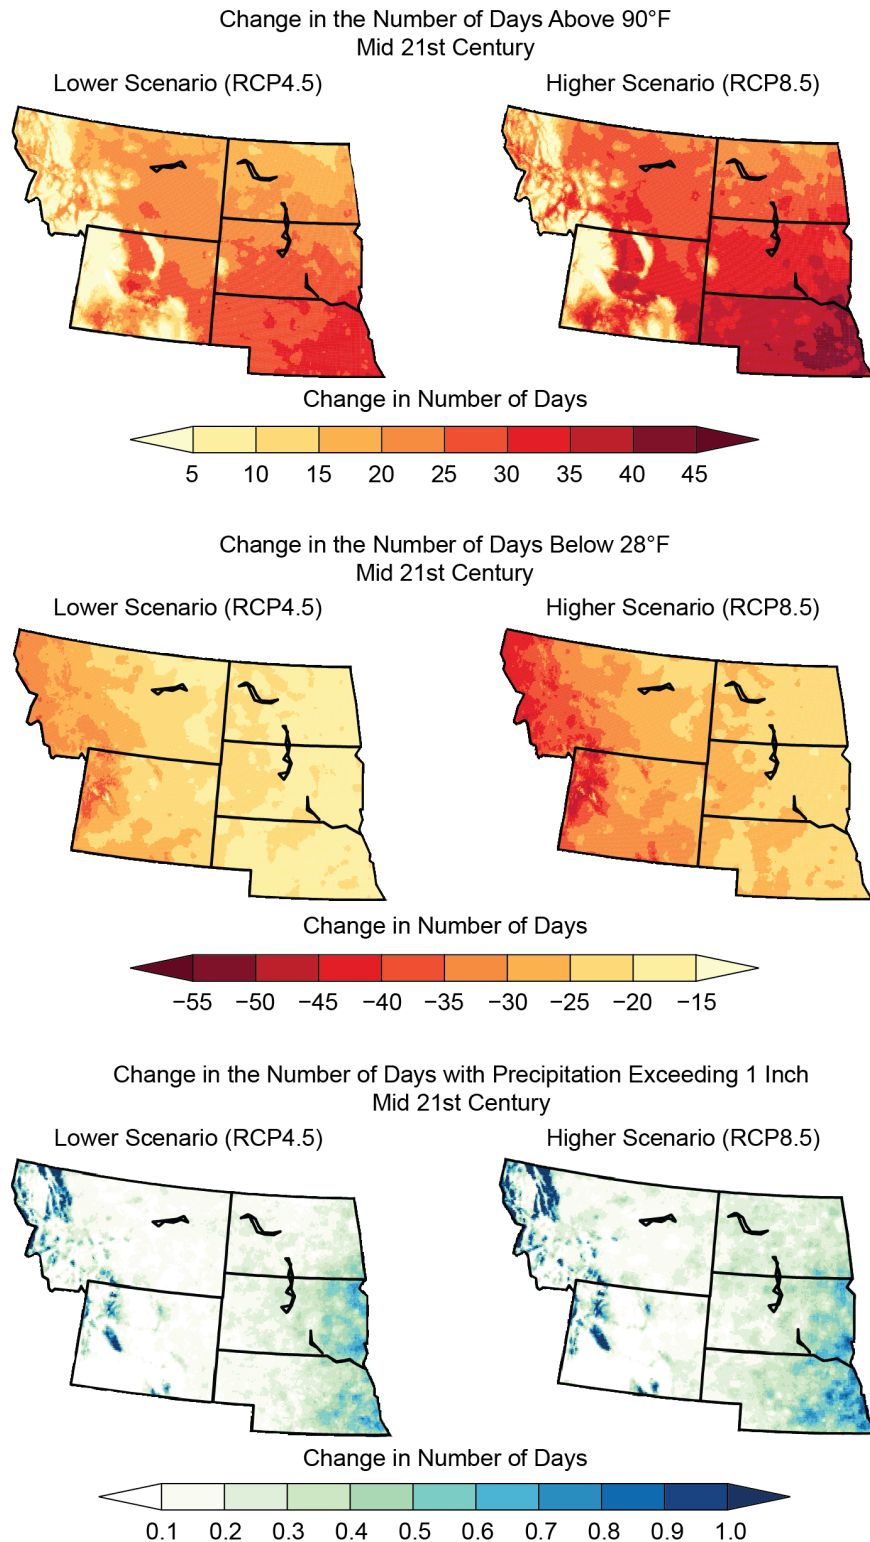 Change in the Number of Days Above 90°F
Mid 21st Century
Lower Scenario (RCP4.5)
Higher Scenario (RCP8.5)
Change in Number of Days
5 10 15 20 25 30 35 40 45
Change in the Number of Days Below 28°F
Mid 21st Century
Lower Scenario (RCP4.5)
Higher Scenario (RCP8.5)
Change in Number of Days
−55 −50 −45 −40 −35 −30 −25 −20 −15
Change in the Number of Days with Precipitation Exceeding 1 Inch
Mid 21st Century
Lower Scenario (RCP4.5)
Higher Scenario (RCP8.5)
Change in Number of Days
0.1 0.2 0.3 0.4 0.5 0.6 0.7 0.8 0.9 1.0